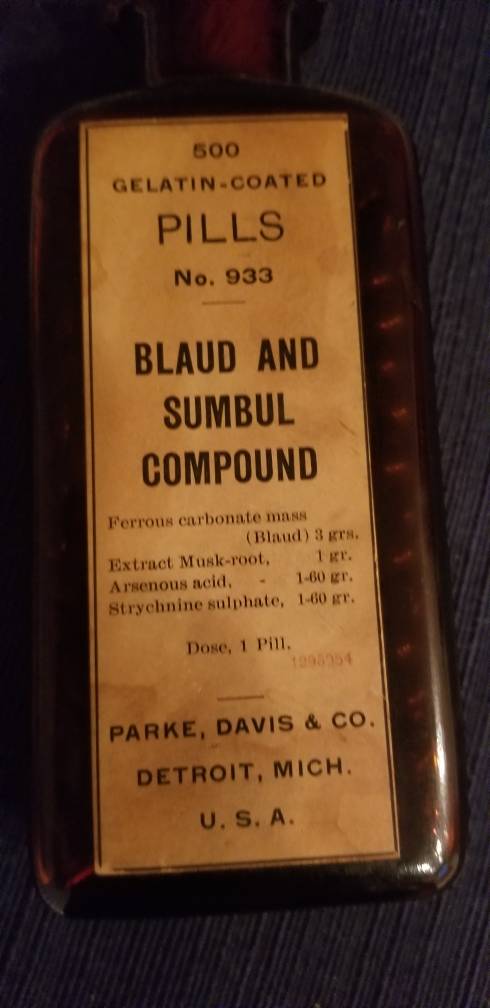 500
GELATIN-COATED
PILLS
No. 933
BLAUD AND
SUMBUL
COMPOUND
Ferrous carbonate mass
(Blaud) 3 grs.
Extract Musk-root, 1 gr.
Arsenous acid, - 1-60 gr.
Strychnine sulphate, 1-60 gr.
Dose, 1 Pill.
PARKE, DAVIS & CO.
DETROIT, MICH.
U. S. A.